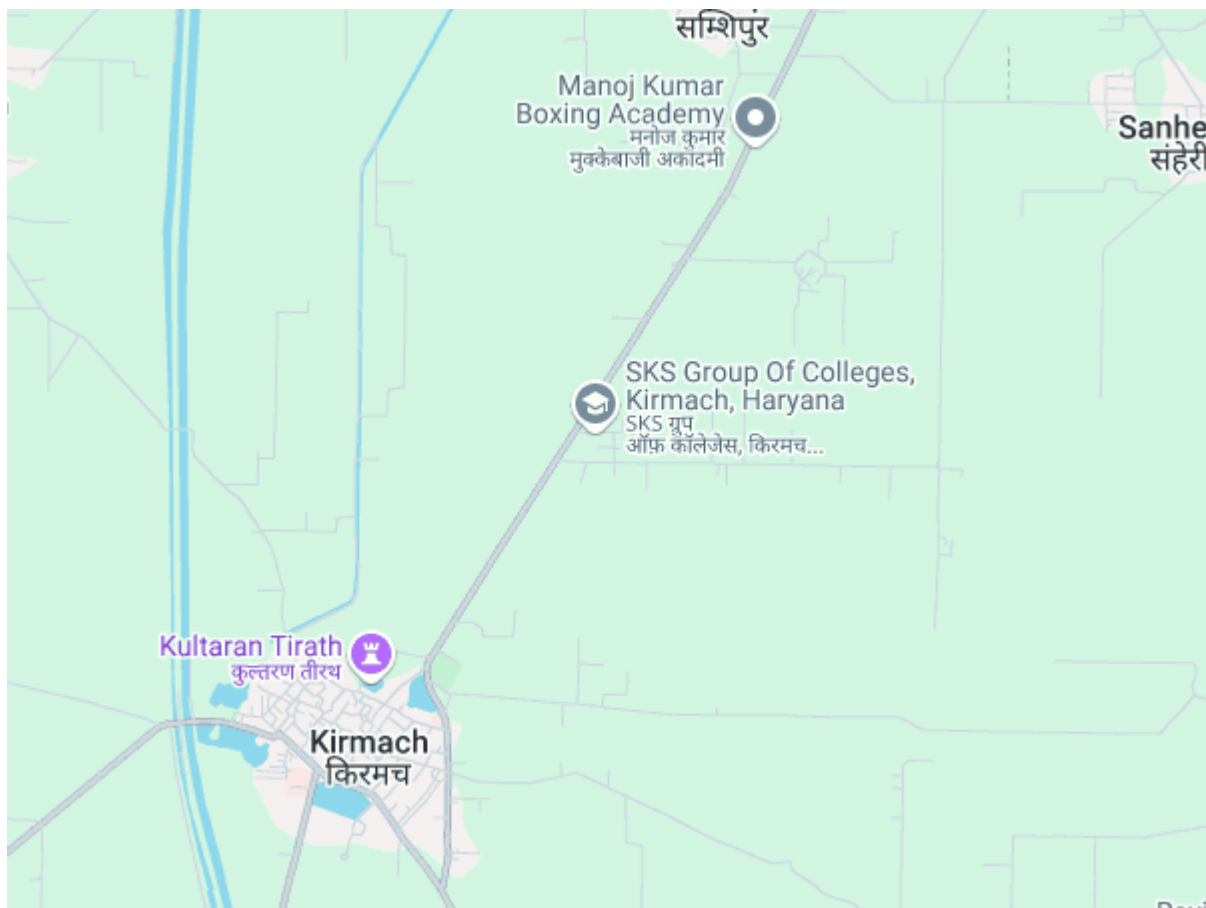 सम्शिपुर
Manoj Kumar
Boxing Academy
मनोज कुमार
मुक्केबाजी अकादमी
Sanhe
संहेरी
SKS Group Of Colleges,
Kirmach, Haryana
SKS ग्रुप
ऑफ़ कॉलेजेस, किरमच...
Kultaran Tirath
कुल्तरण तीरथ
Kirmach
किरमच